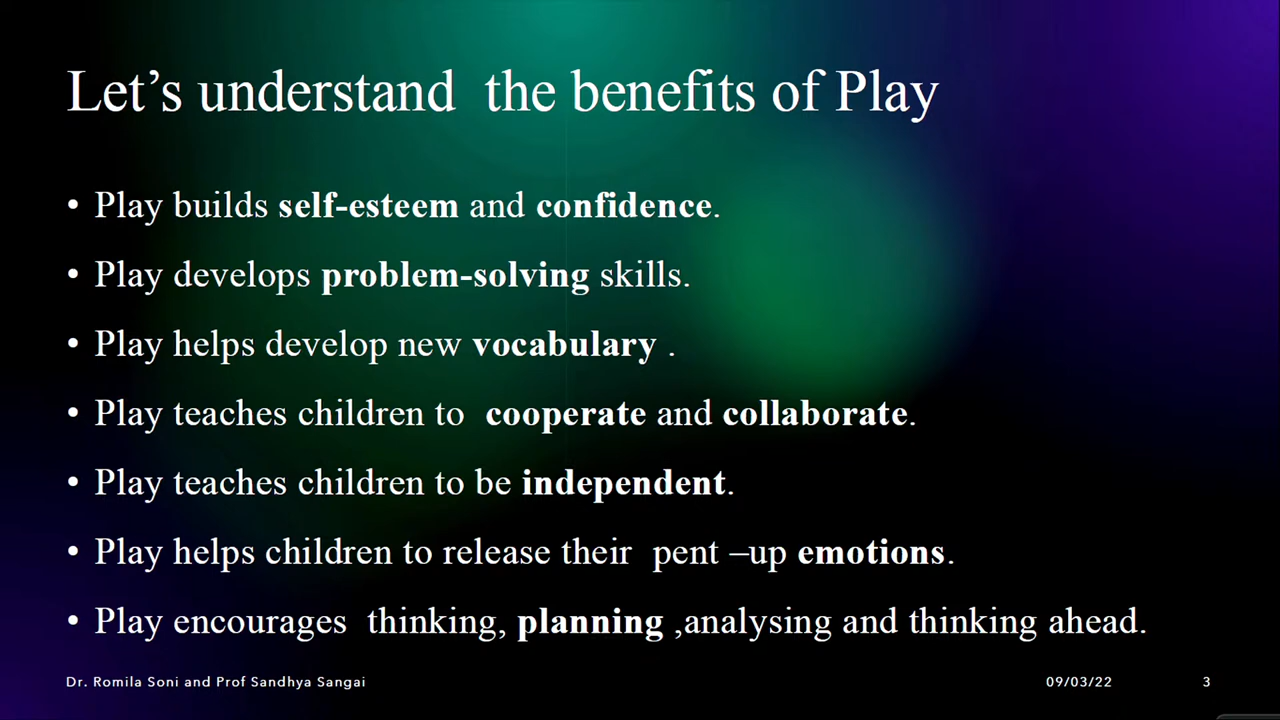 Let’s understand  the benefits of Play
• Play builds self-esteem and confidence.
• Play develops problem-solving skills.
• Play helps develop new vocabulary .
• Play teaches children to  cooperate and collaborate.
• Play teaches children to be independent.
• Play helps children to release their  pent –up emotions.
• Play encourages  thinking, planning ,analysing and thinking ahead.
Dr. Romila Soni and Prof Sandhya Sangai
09/03/22
3